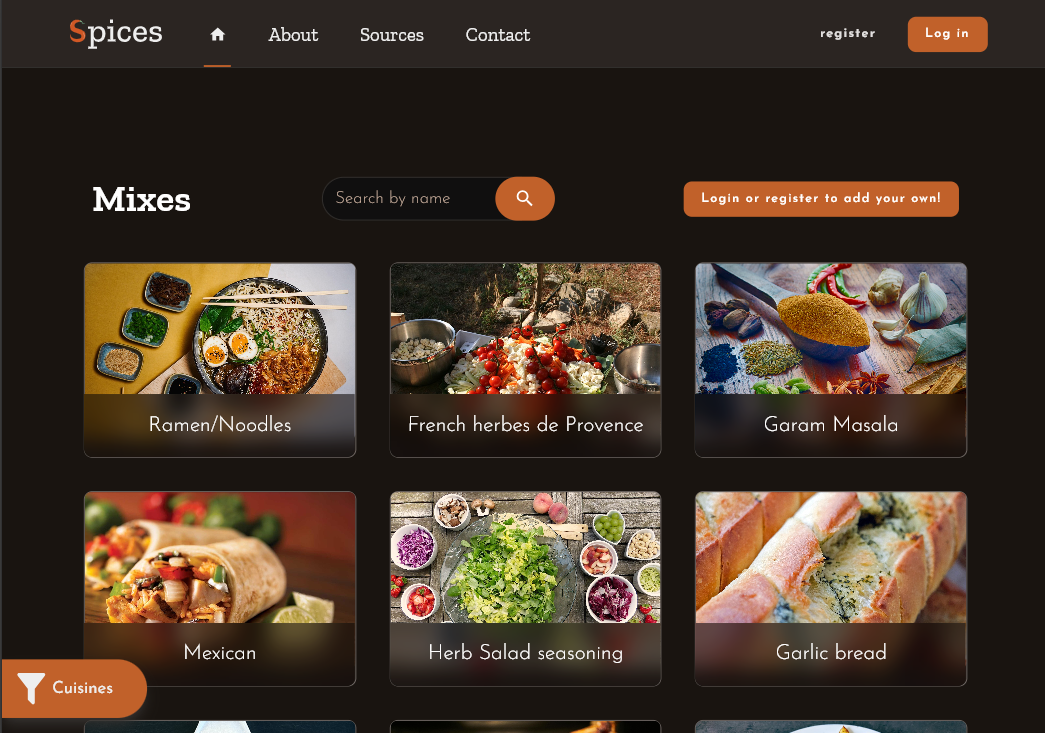 Spices
About
Sources
Contact
register
Log in
Mixes
Search by name
Login or register to add your own!
Ramen/Noodles
French herbes de Provence
Garam Masala
Mexican
Herb Salad seasoning
Garlic bread
Cuisines